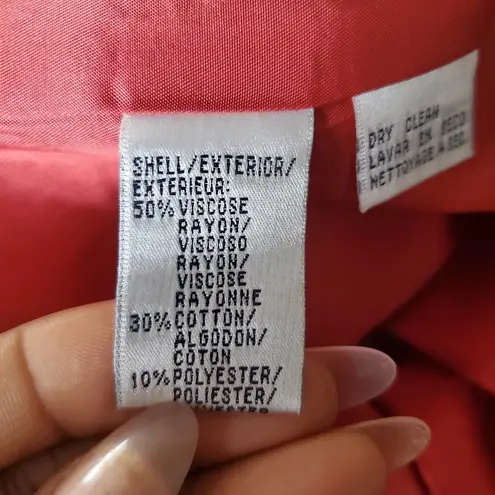 SHELL/EXTERIOR/
EXTERIEUR:
50% VISCOSE
RAYON/
VISCOSO
RAYON/
VISCOSE
RAYONNE
30% COTTON/
ALGODON/
COTON
10% POLYESTER/
POLIESTER/
DRY CLEAN
LAVAR EN SECO
NETTOYAGE A SEC